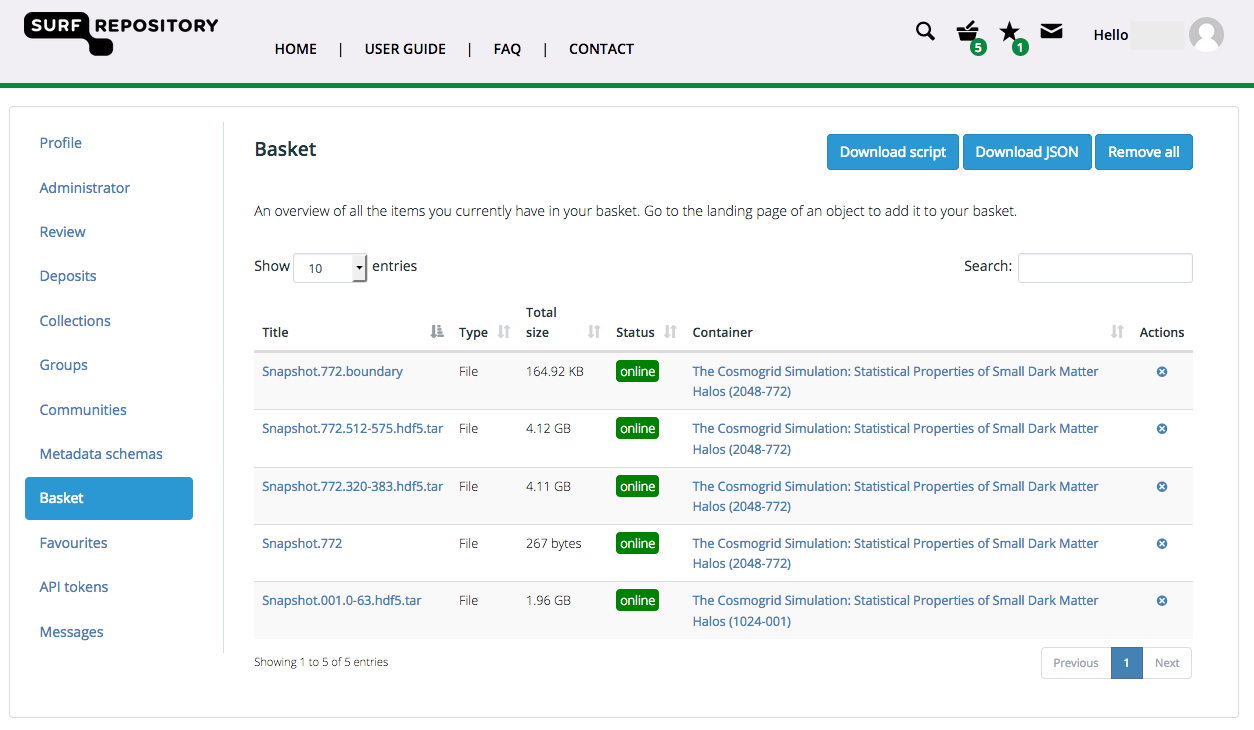 SURF REPOSITORY
HOME | USER GUIDE | FAQ | CONTACT
5
1
Hello
Profile
Administrator
Review
Deposits
Collections
Groups
Communities
Metadata schemas
Basket
Favourites
API tokens
Messages
Basket
Download script
Download JSON
Remove all
An overview of all the items you currently have in your basket. Go to the landing page of an object to add it to your basket.
Show 10 entries
Search:
Title Type Total size Status Container Actions
Snapshot.772.boundary File 164.92 KB online The Cosmogrid Simulation: Statistical Properties of Small Dark Matter
Halos (2048-772)
Snapshot.772.512-575.hdf5.tar File 4.12 GB online The Cosmogrid Simulation: Statistical Properties of Small Dark Matter
Halos (2048-772)
Snapshot.772.320-383.hdf5.tar File 4.11 GB online The Cosmogrid Simulation: Statistical Properties of Small Dark Matter
Halos (2048-772)
Snapshot.772 File 267 bytes online The Cosmogrid Simulation: Statistical Properties of Small Dark Matter
Halos (2048-772)
Snapshot.001.0-63.hdf5.tar File 1.96 GB online The Cosmogrid Simulation: Statistical Properties of Small Dark Matter
Halos (1024-001)
Showing 1 to 5 of 5 entries
Previous 1 Next